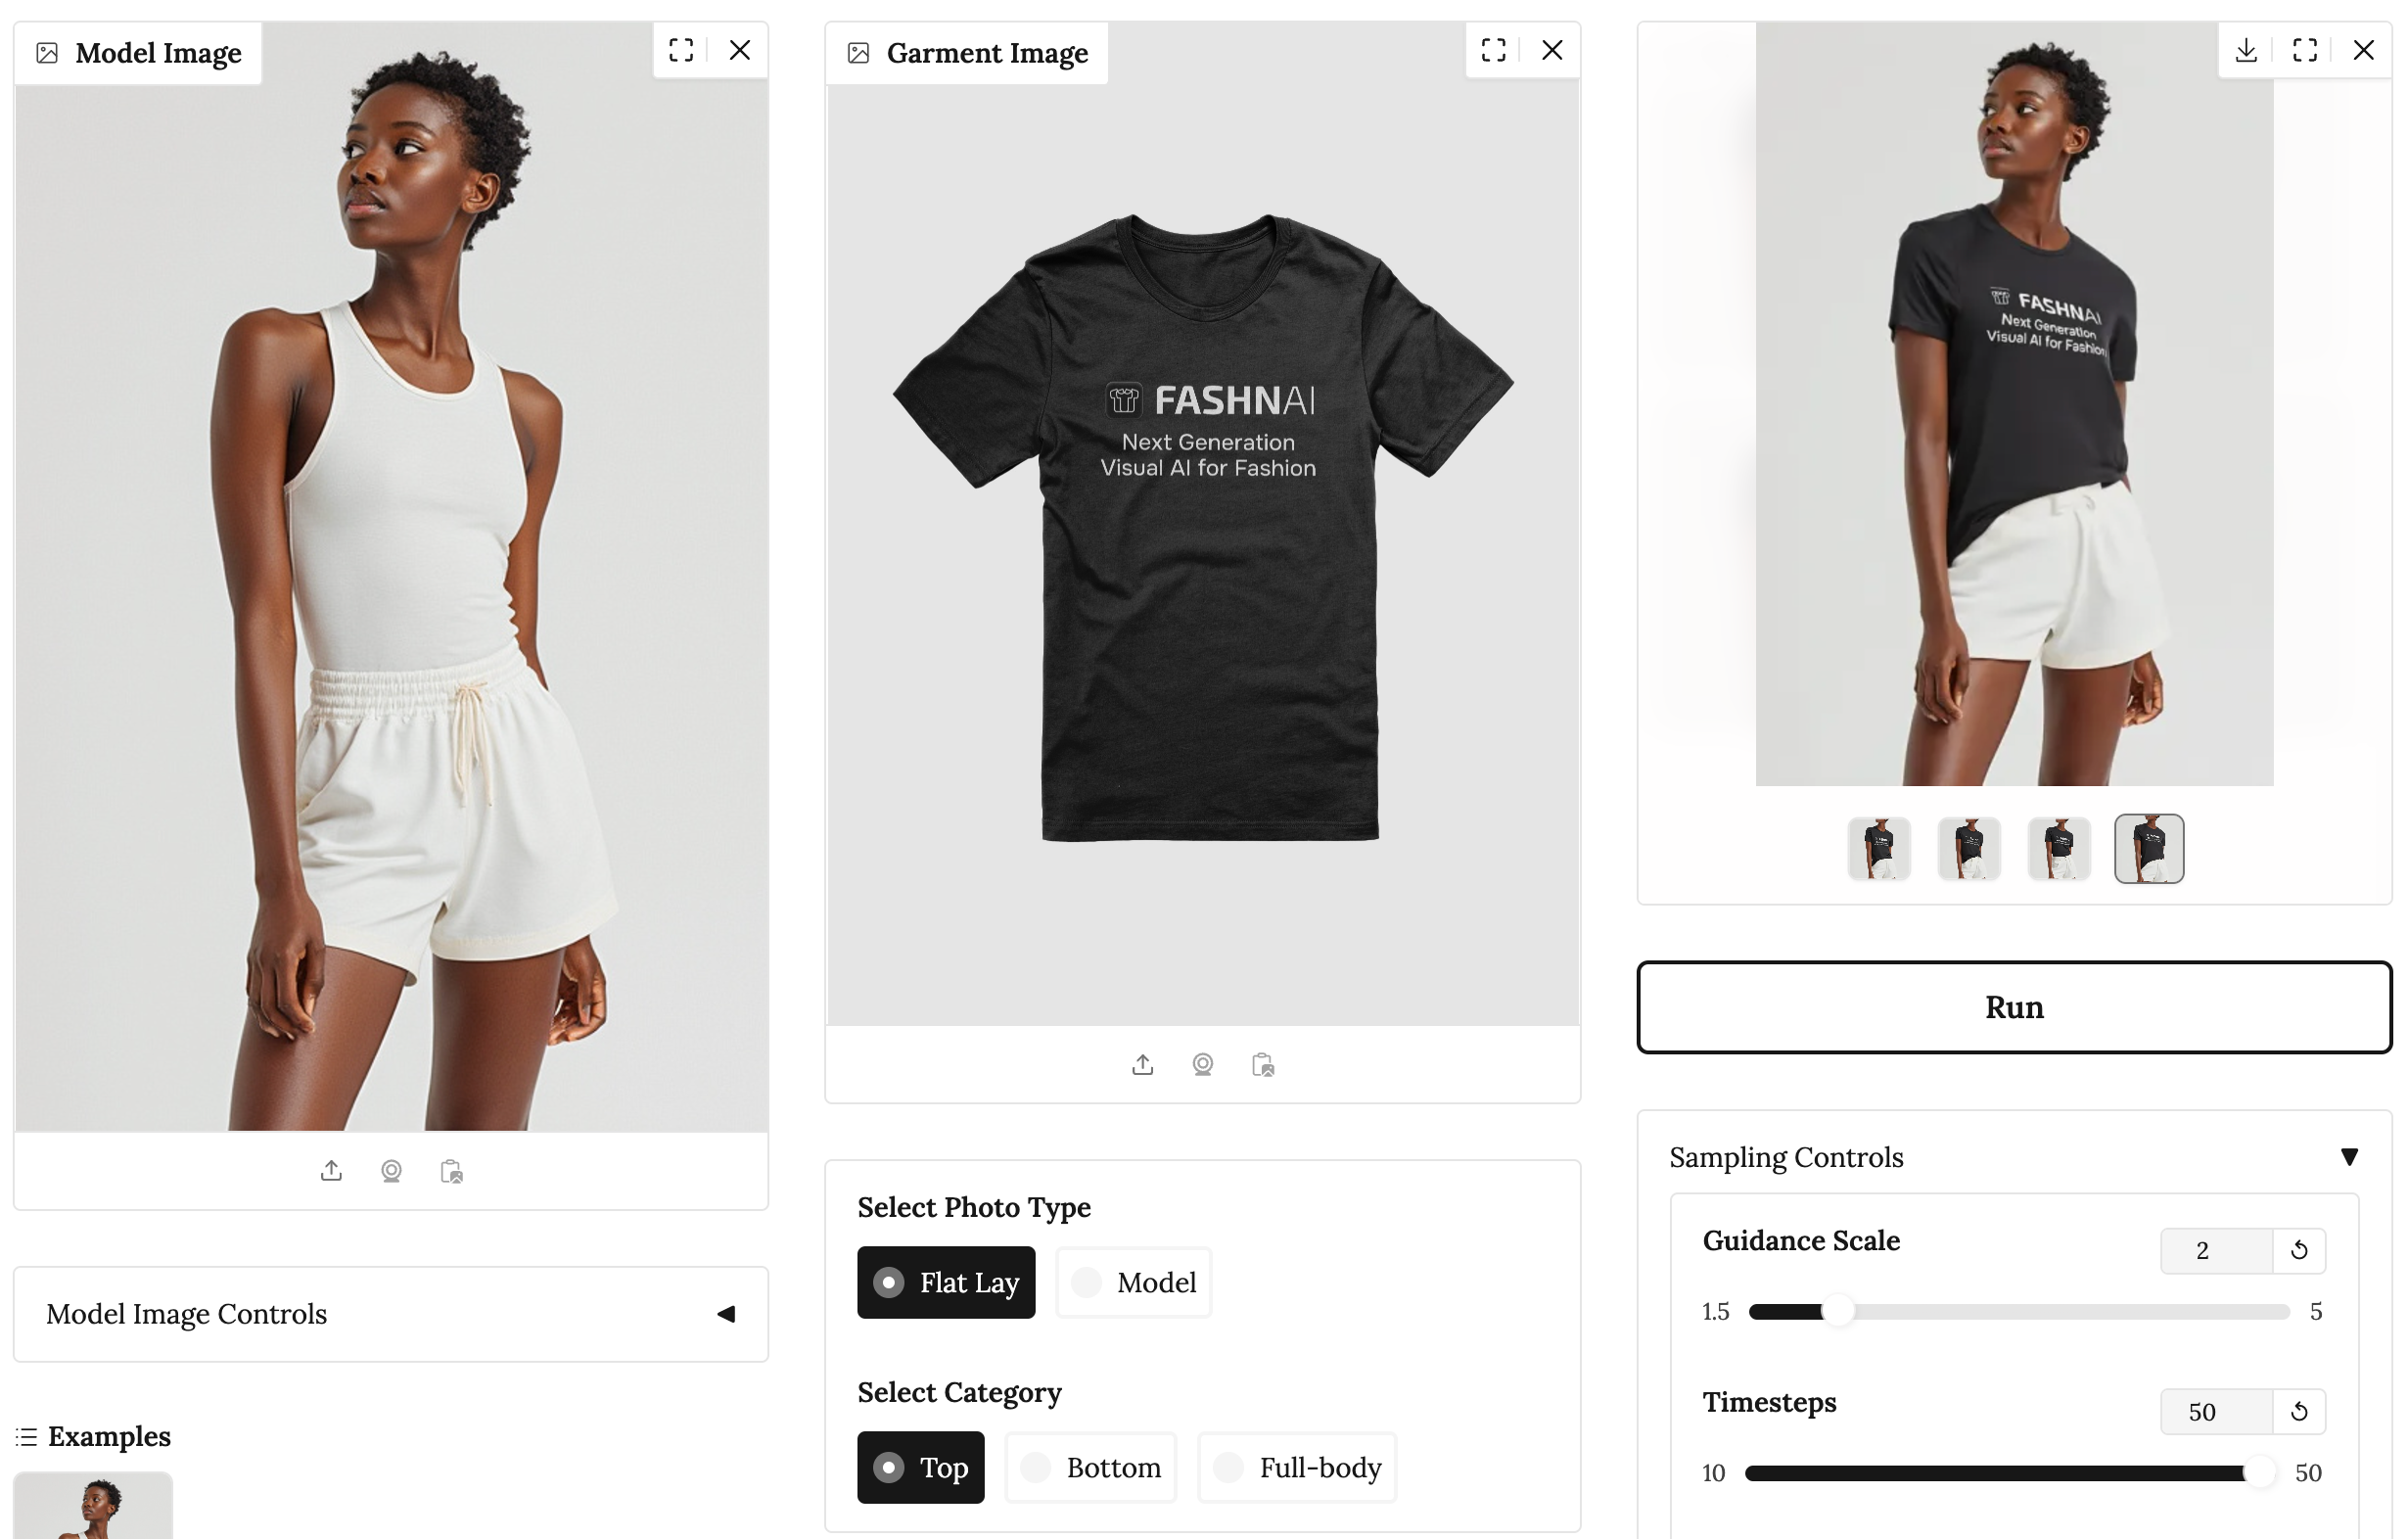 Model Image
Garment Image
FASHNAI
Next Generation
Visual AI for Fashion
FASHNAI
Next Generation
Visual AI for Fashion
Run
Model Image Controls
Examples
Select Photo Type
Flat Lay
Model
Select Category
Top
Bottom
Full-body
Sampling Controls
Guidance Scale
2
1.5
5
Timesteps
50
10
50